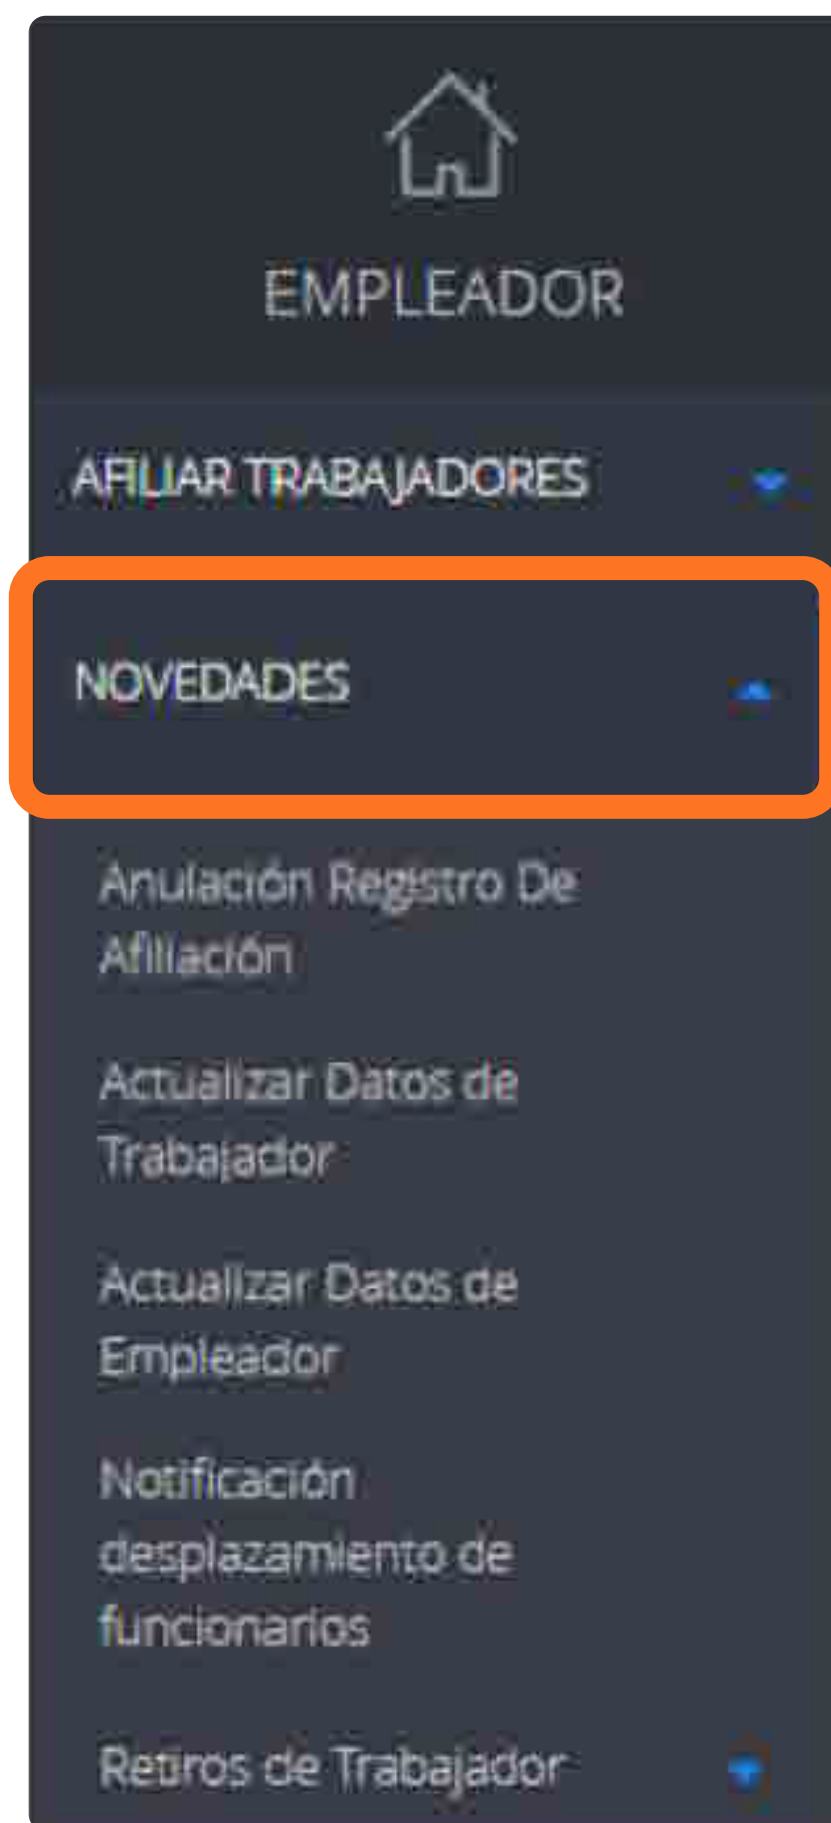 EMPLEADOR
AFILIAR TRABAJADORES
NOVEDADES
Anulación Registro De
Afiliación
Actualizar Datos de
Trabajador
Actualizar Datos de
Empleador
Notificación
desplazamiento de
funcionarios
Retiros de Trabajador